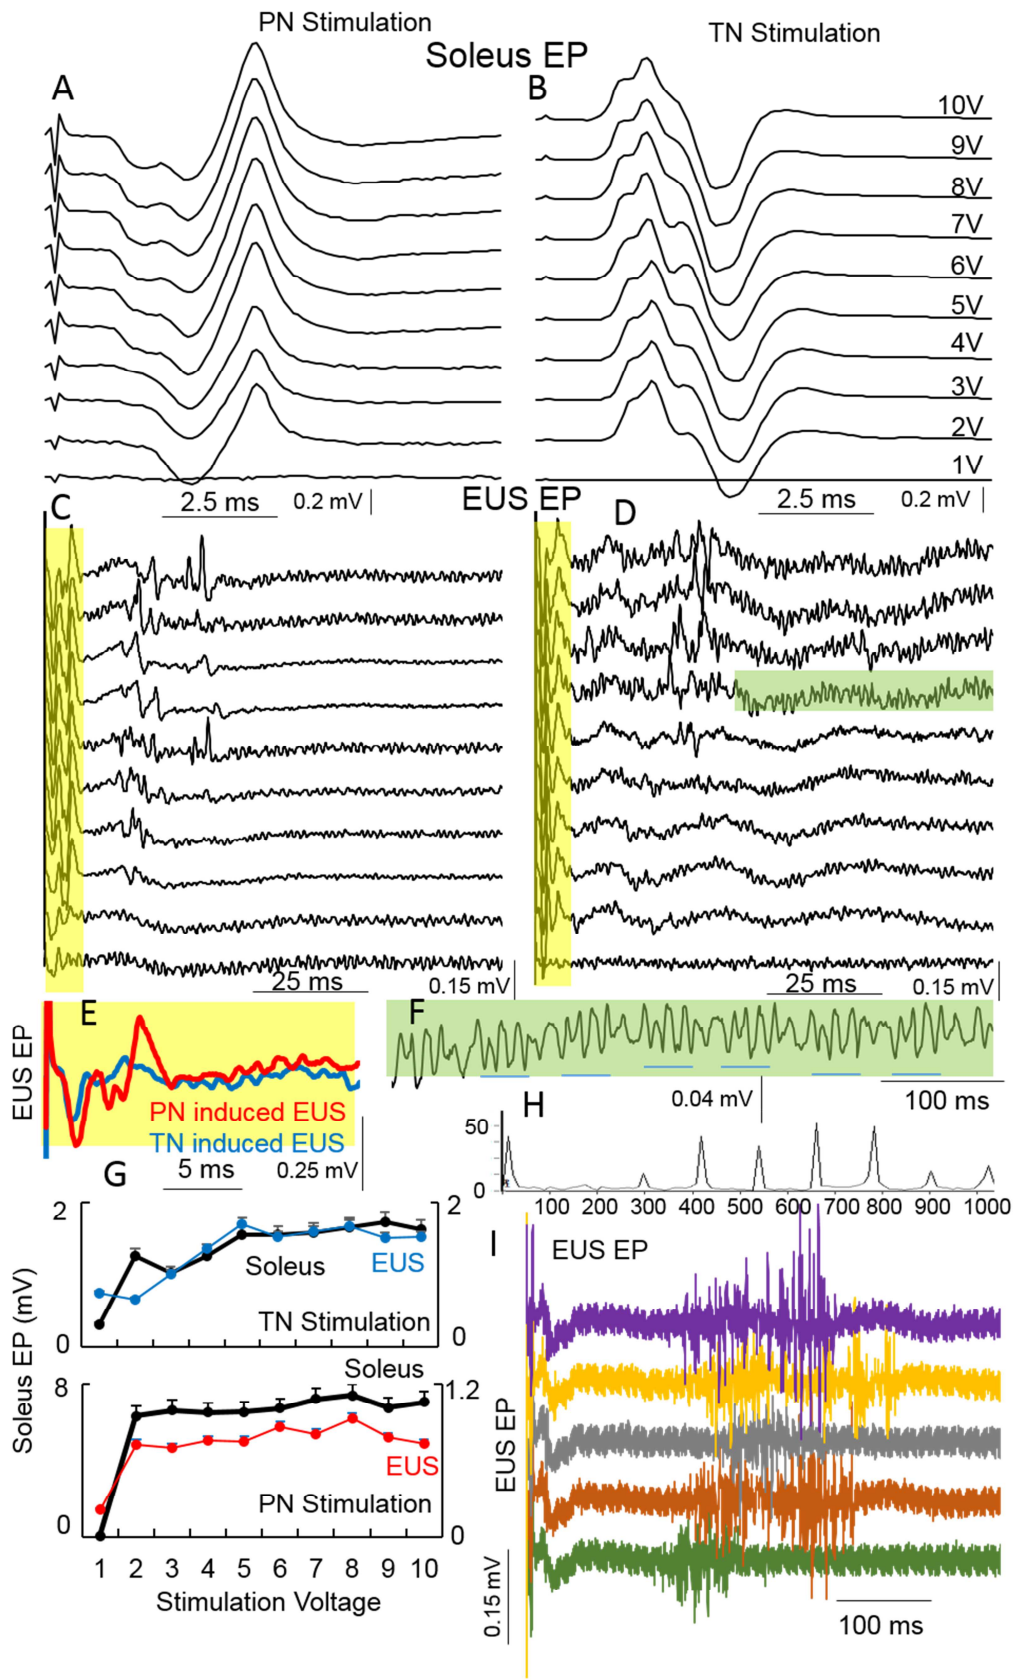 PN Stimulation
TN Stimulation
Soleus EP
A
B
10V
9V
8V
7V
6V
5V
4V
3V
2V
1V
2.5 ms
0.2 mV
2.5 ms
0.2 mV
EUS EP
C
D
25 ms
0.15 mV
25 ms
0.15 mV
E
EUS EP
PN induced EUS
TN induced EUS
5 ms
0.25 mV
F
0.04 mV
100 ms
H
50
0
100 200 300 400 500 600 700 800 900 1000
G
Soleus EP (mV)
2
0
2
0
Soleus
EUS
TN Stimulation
8
0
1.2
0
Soleus
EUS
PN Stimulation
1 2 3 4 5 6 7 8 9 10
Stimulation Voltage
I
EUS EP
EUS EP
0.15 mV
100 ms